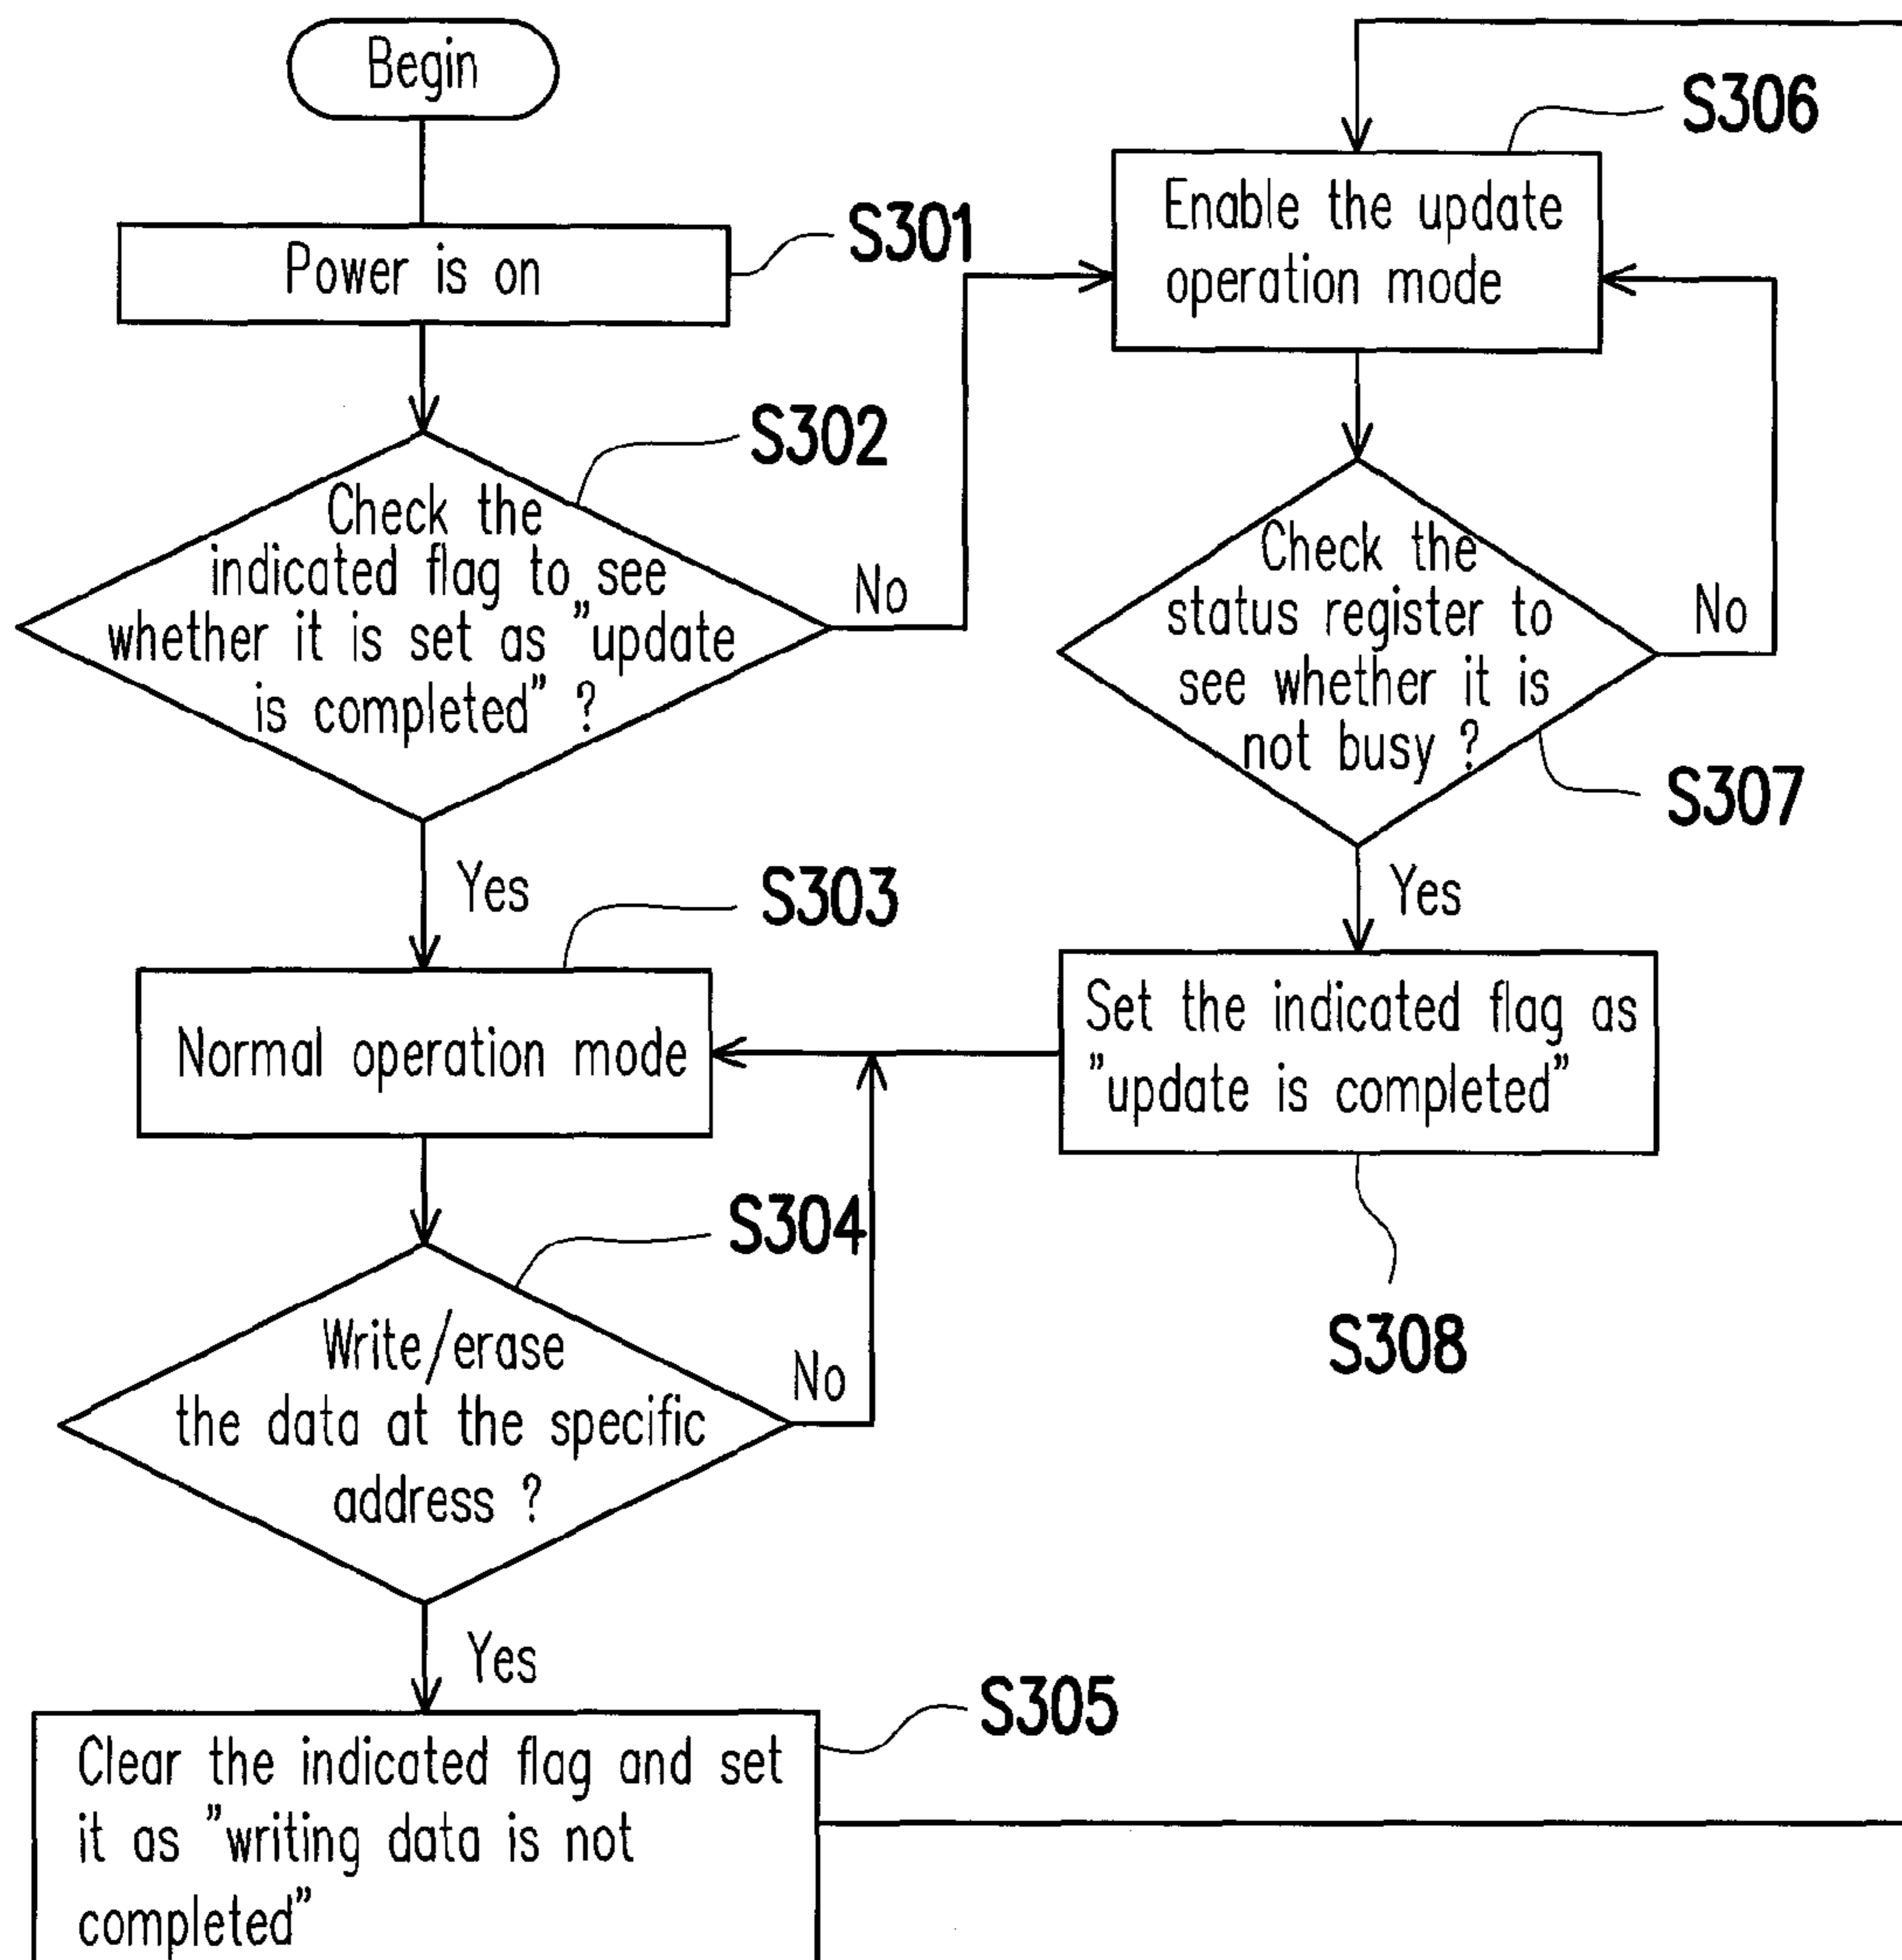 Begin
Power is on
S301
Check the
indicated flag to see
whether it is set as "update
is completed" ?
S302
No
Yes
Normal operation mode
S303
Write/erase
the data at the specific
address ?
S304
No
Yes
Clear the indicated flag and set
it as "writing data is not
completed"
S305
Enable the update
operation mode
S306
Check the
status register to
see whether it is
not busy ?
S307
No
Yes
Set the indicated flag as
"update is completed"
S308